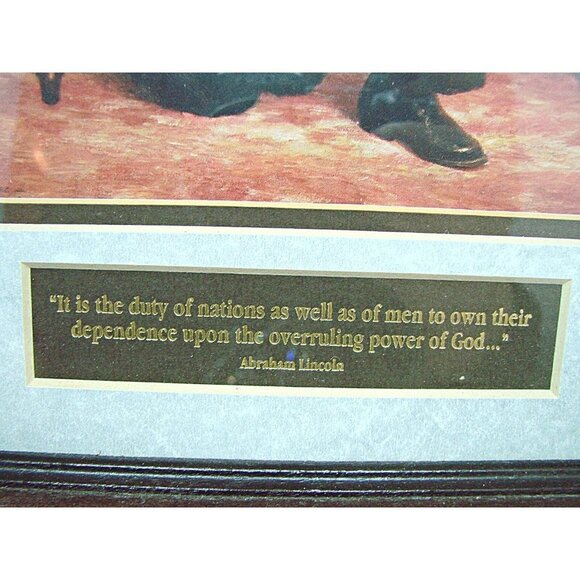 "It is the duty of nations as well as of men to own their
dependence upon the overruling power of God..."
Abraham Lincoln